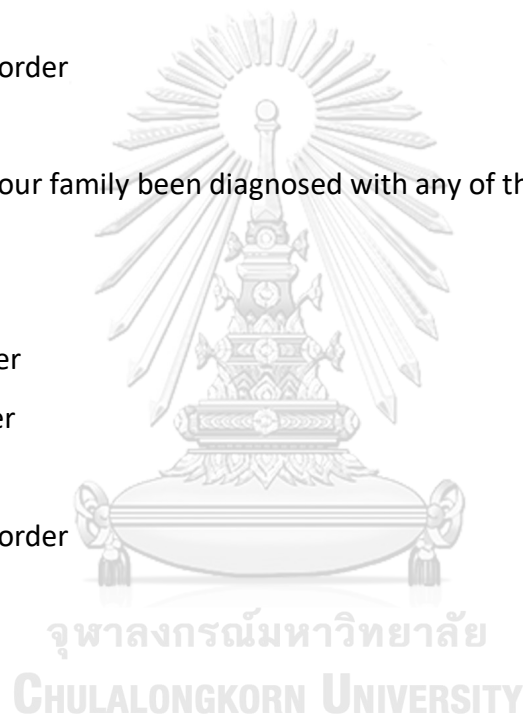 order
our family been diagnosed with any of th
er
er
order
จุฬาลงกรณ์มหาวิทยาลัย
CHULALONGKORN UNIVERSITY